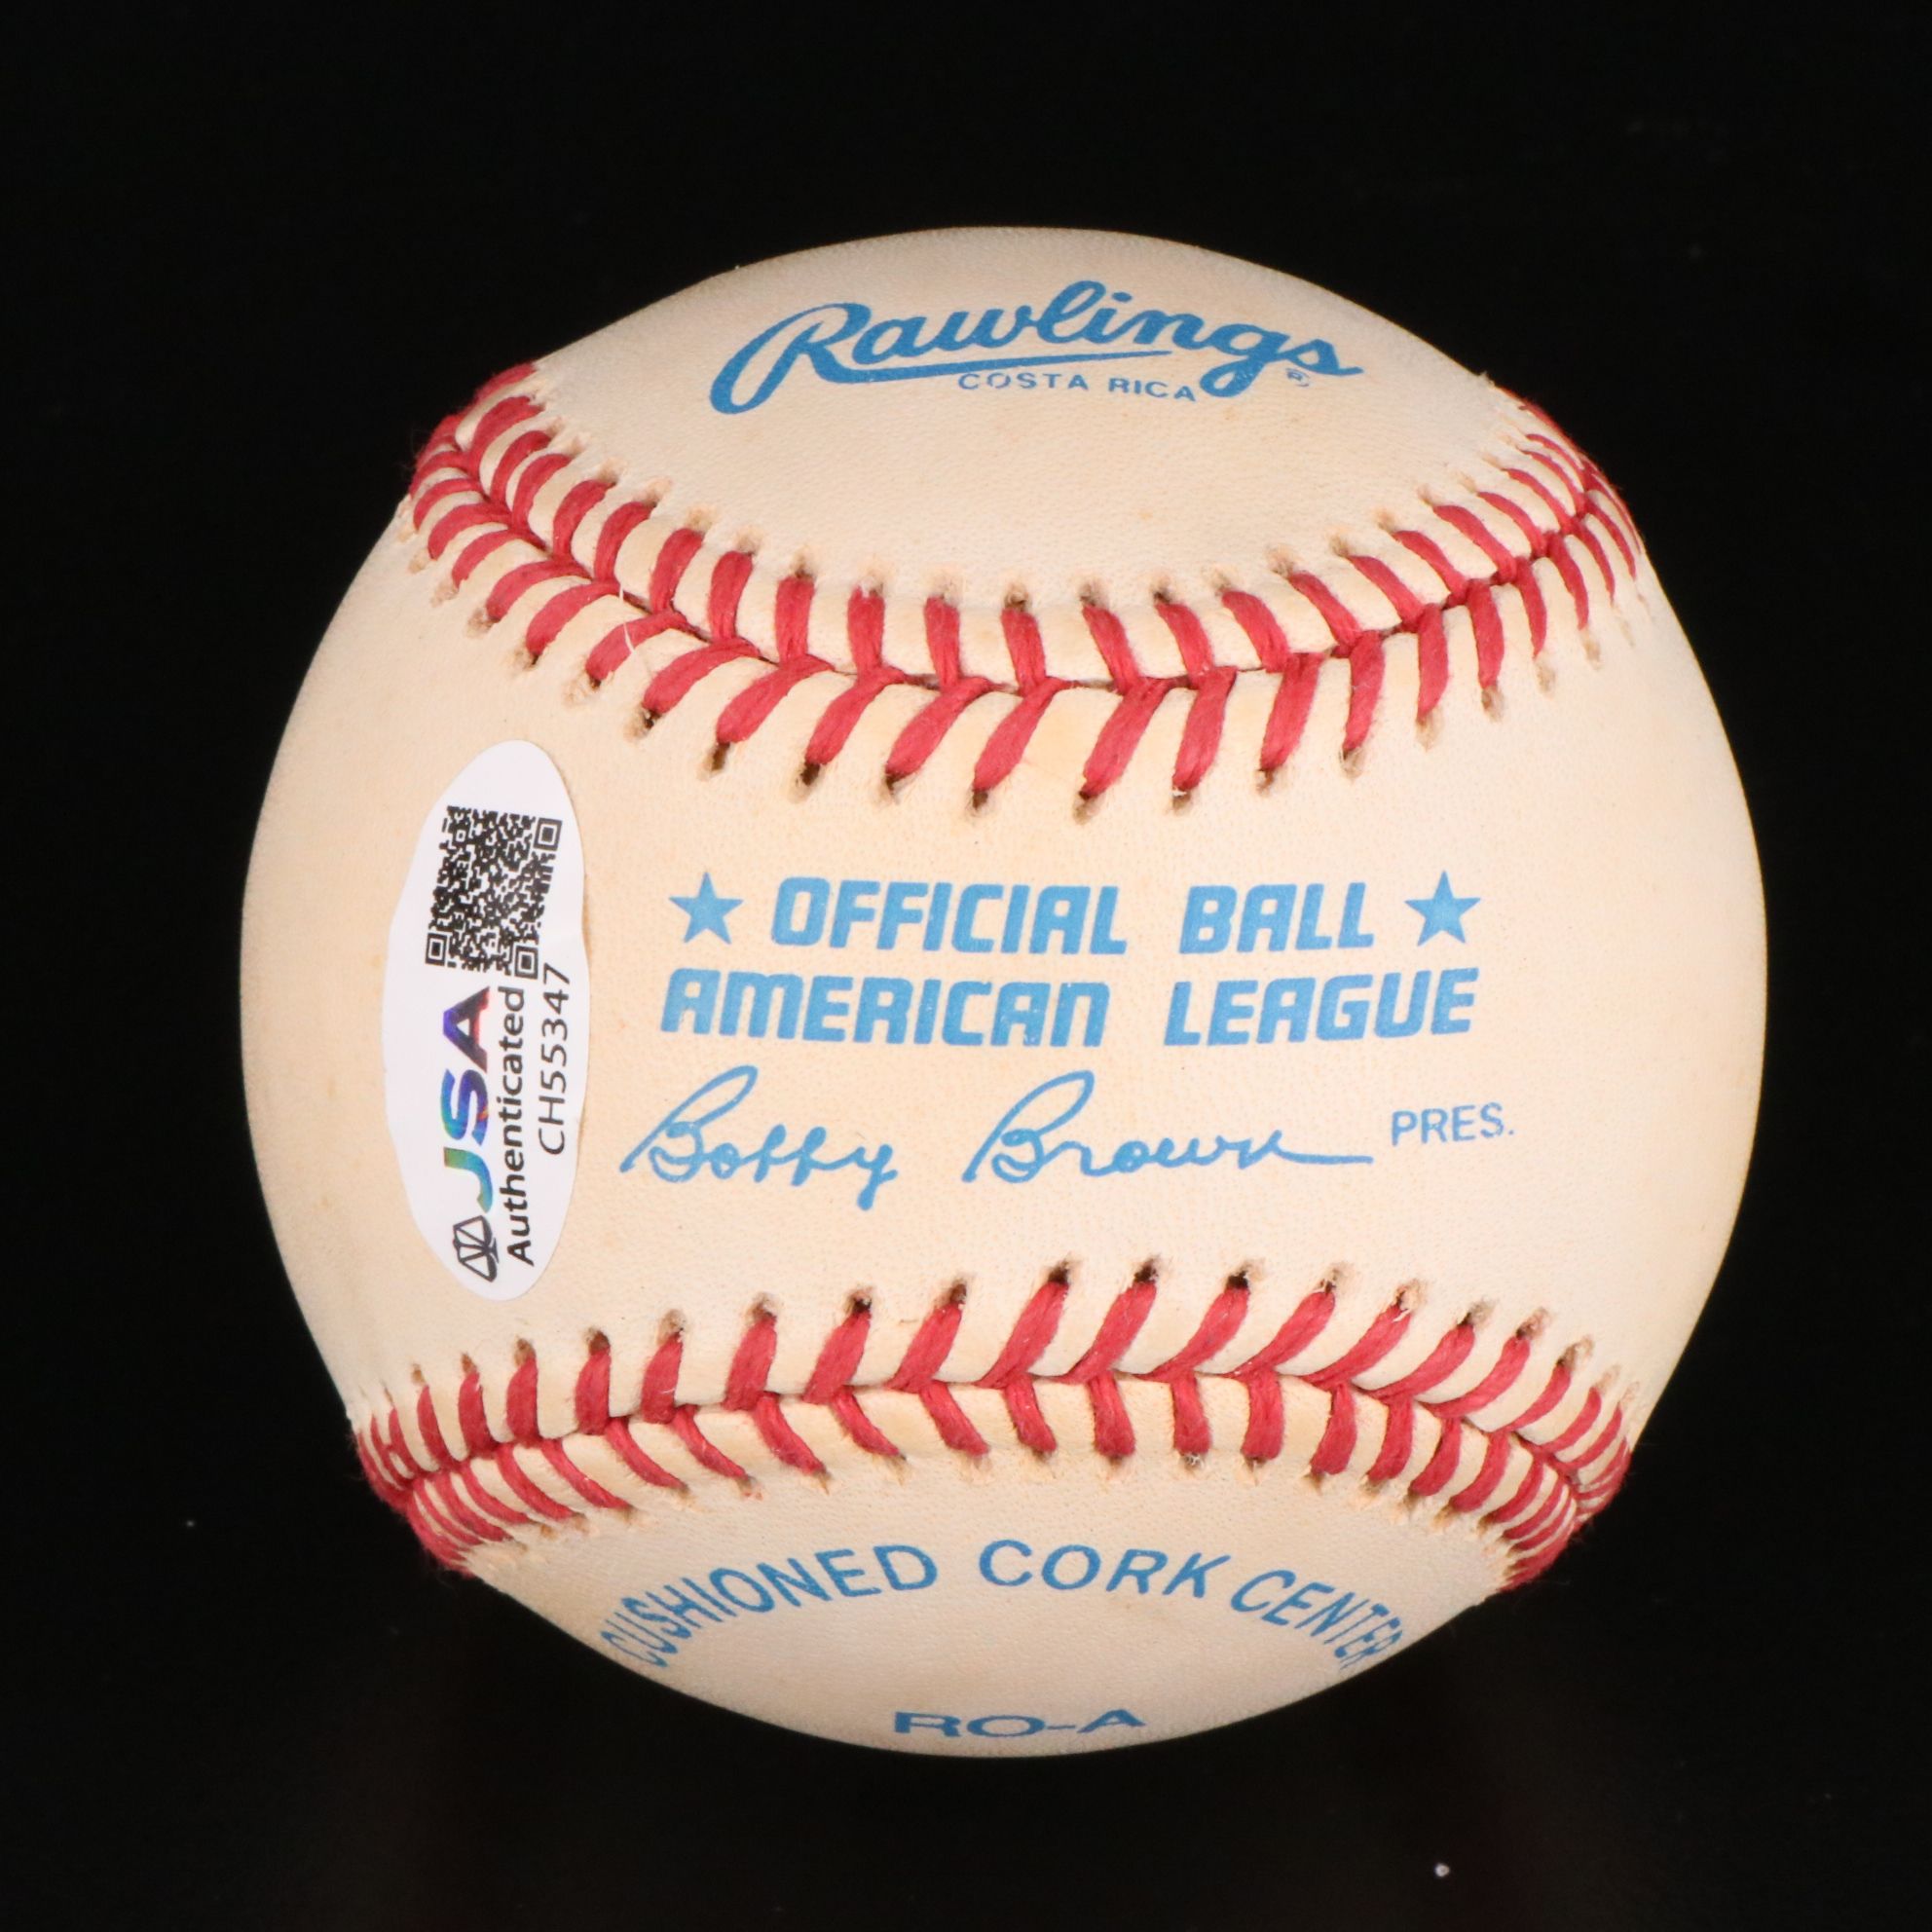 Rawlings ®
COSTA RICA
OFFICIAL BALL
AMERICAN LEAGUE
Bobby Brown PRES.
CUSHIONED CORK CENTER
RO-A
JSA
Authenticated
CH55347